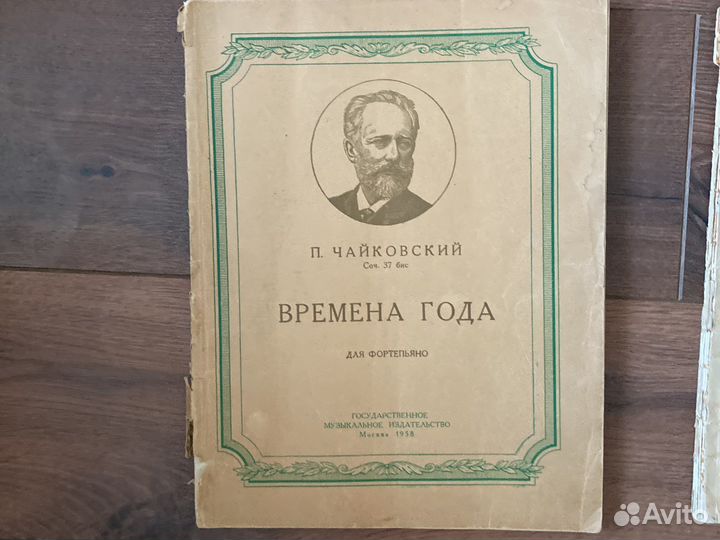 П. ЧАЙКОВСКИЙ
Соч. 37 бис
ВРЕМЕНА ГОДА
ДЛЯ ФОРТЕПЬЯНО
ГОСУДАРСТВЕННОЕ
МУЗЫКАЛЬНОЕ ИЗДАТЕЛЬСТВО
Москва 1958
Avito